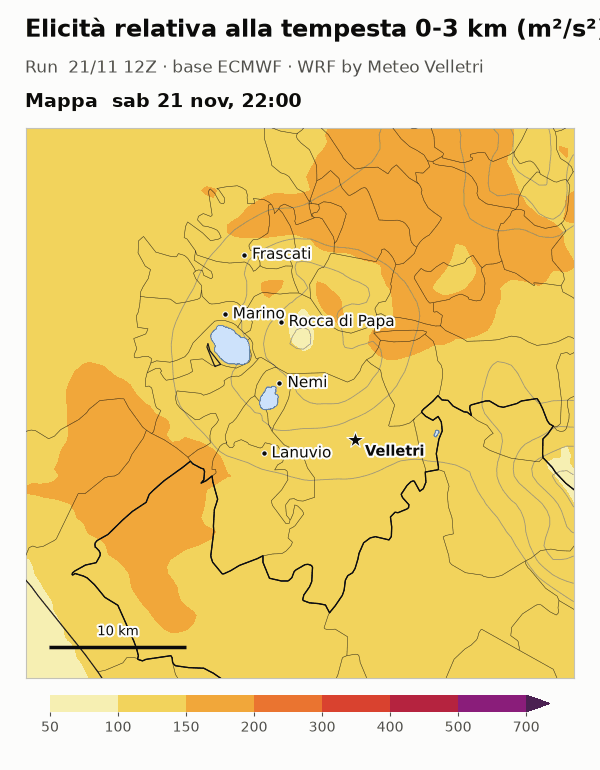 Elicità relativa alla tempesta 0-3 km (m²/s²)
Run 21/11 12Z · base ECMWF · WRF by Meteo Velletri
Mappa sab 21 nov, 22:00
Frascati
Marino
Rocca di Papa
Nemi
Velletri
Lanuvio
10 km
50 100 150 200 300 400 500 700